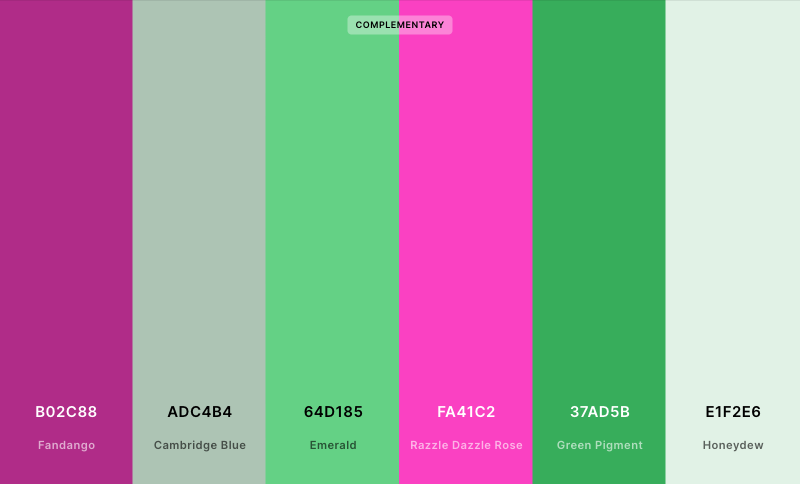 COMPLEMENTARY
B02C88
Fandango
ADC4B4
Cambridge Blue
64D185
Emerald
FA41C2
Razzle Dazzle Rose
37AD5B
Green Pigment
E1F2E6
Honeydew